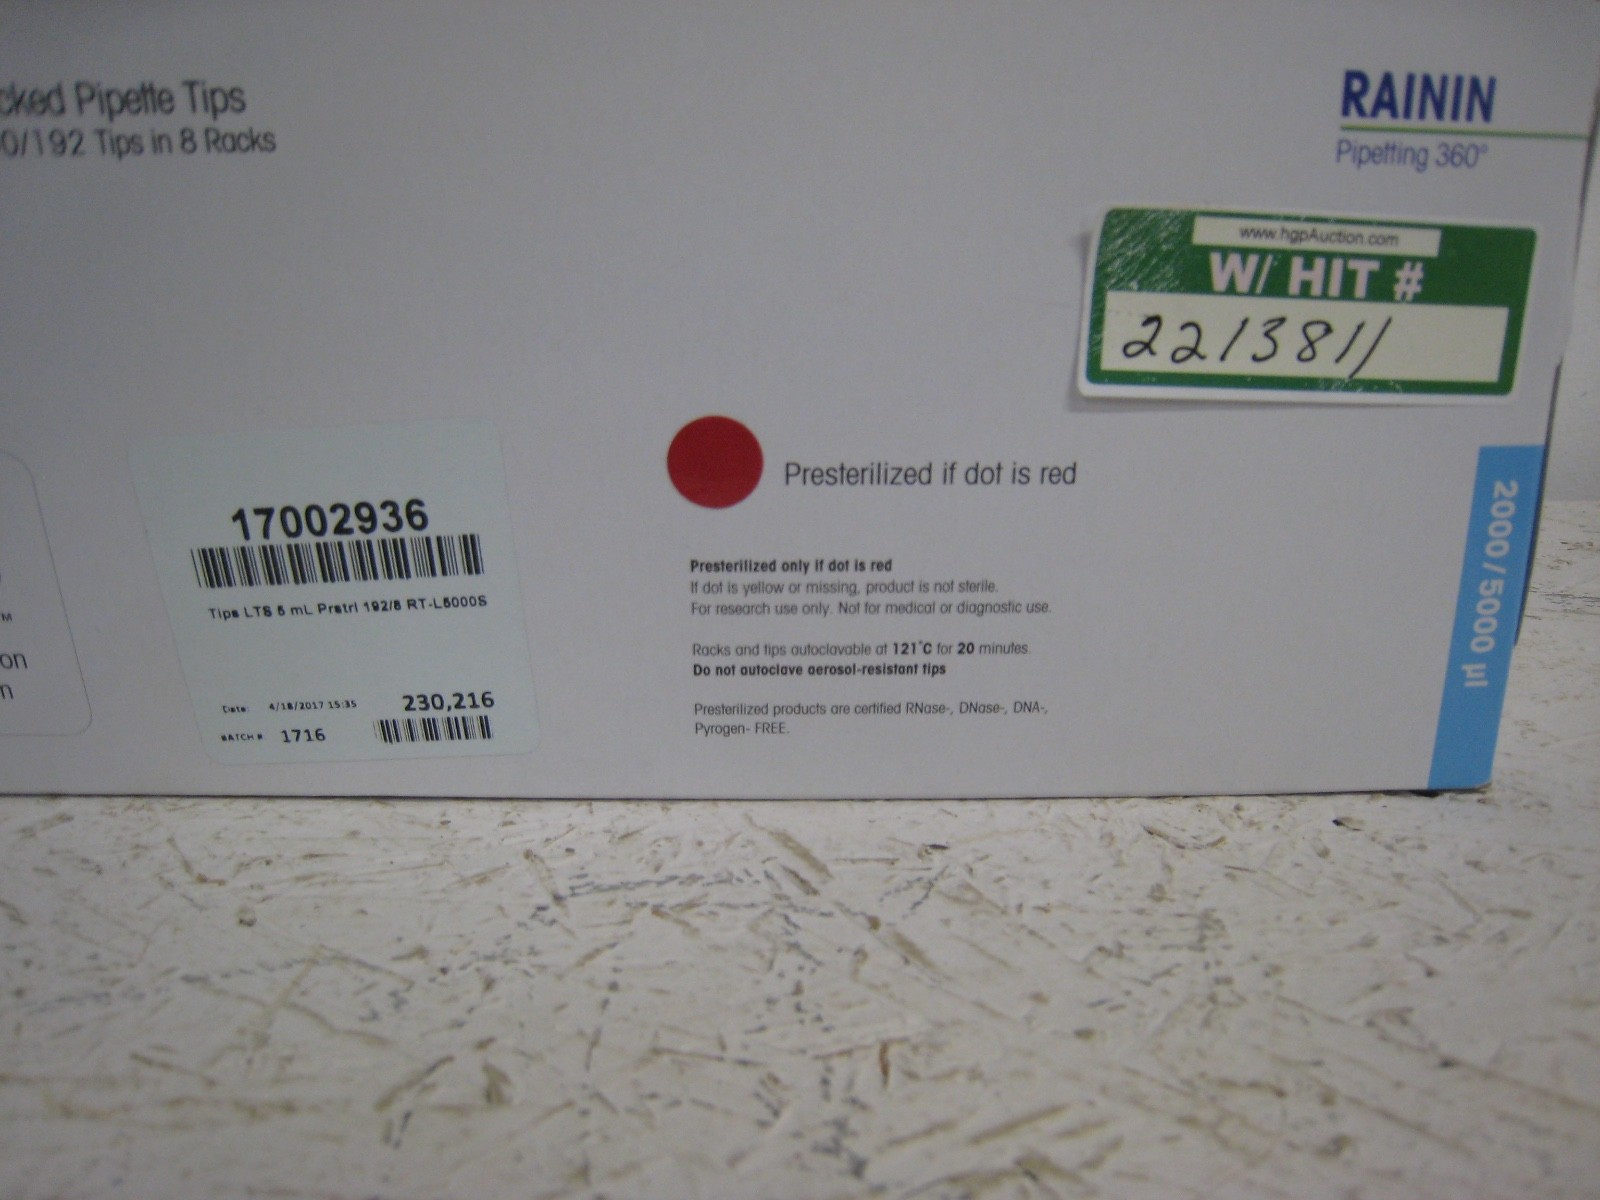 cked Pipette Tips
0/192 Tips in 8 Racks
RAININ
Pipetting 360°
www.hgpAuction.com
W/ HIT #
2213811
TM
on
n
17002936
Tips LTS 5 mL Prstrl 192/8 RT-L5000S
Date: 4/18/2017 15:35 230,216
BATCH # 1716
Presterilized if dot is red
Presterilized only if dot is red
If dot is yellow or missing, product is not sterile.
For research use only. Not for medical or diagnostic use.
Racks and tips autoclavable at 121°C for 20 minutes.
Do not autoclave aerosol-resistant tips
Presterilized products are certified RNase-, DNase-, DNA-,
Pyrogen- FREE.
2000/5000 µl